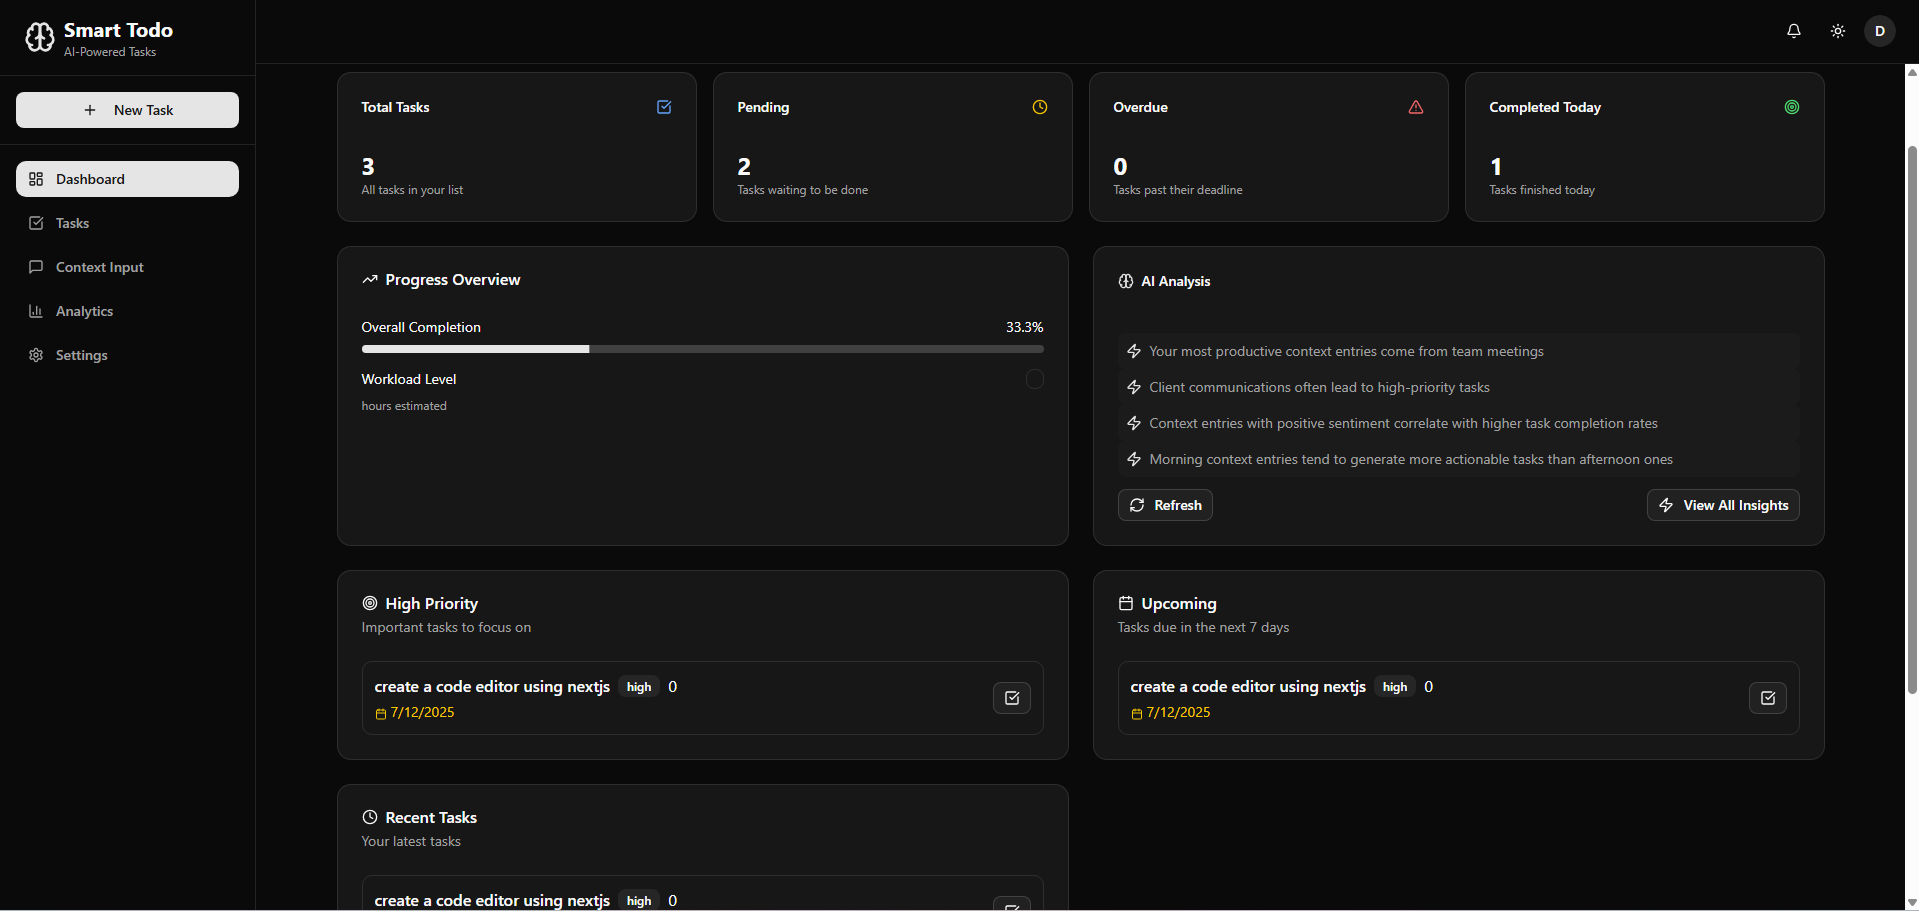 Smart Todo
AI-Powered Tasks
New Task
Dashboard
Tasks
Context Input
Analytics
Settings
D
Total Tasks
3
All tasks in your list
Pending
2
Tasks waiting to be done
Overdue
0
Tasks past their deadline
Completed Today
1
Tasks finished today
Progress Overview
Overall Completion 33.3%
Workload Level
hours estimated
AI Analysis
Your most productive context entries come from team meetings
Client communications often lead to high-priority tasks
Context entries with positive sentiment correlate with higher task completion rates
Morning context entries tend to generate more actionable tasks than afternoon ones
Refresh
View All Insights
High Priority
Important tasks to focus on
create a code editor using nextjs high 0
7/12/2025
Upcoming
Tasks due in the next 7 days
create a code editor using nextjs high 0
7/12/2025
Recent Tasks
Your latest tasks
create a code editor using nextjs high 0